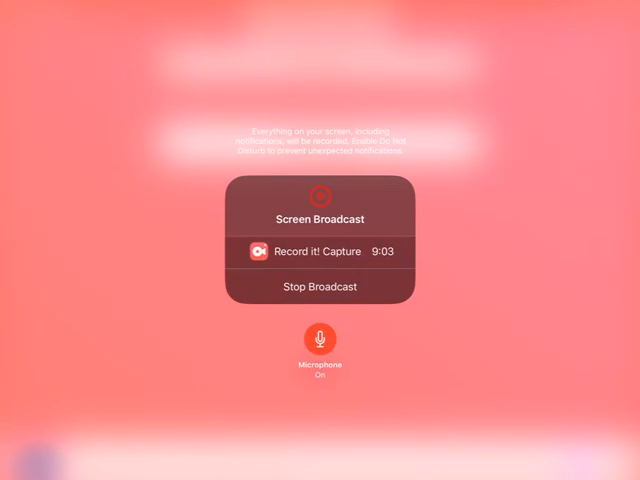 Everything on your screen, including
notifications, will be recorded. Enable Do Not
Disturb to prevent unexpected notifications.
Screen Broadcast
Record it! Capture 9:03
Stop Broadcast
Microphone
On